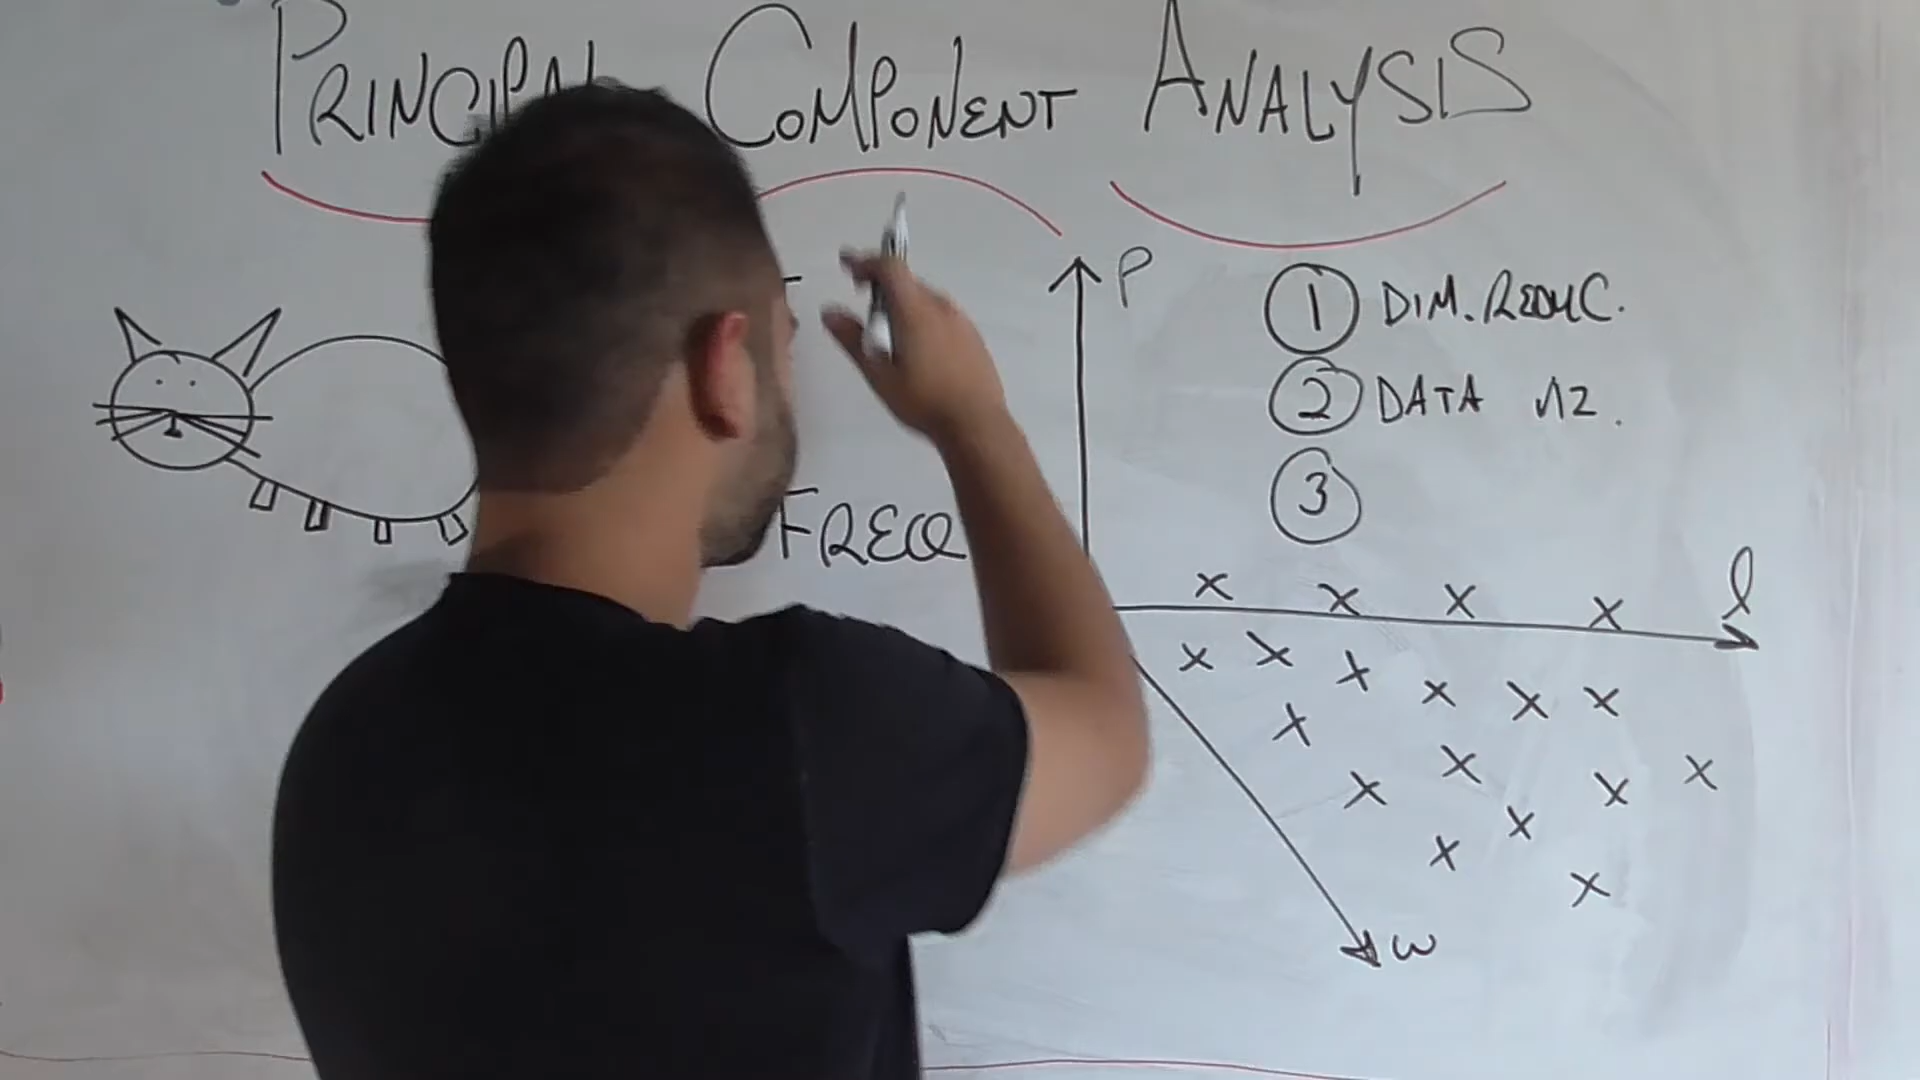 PRINCIPAL COMPONENT ANALYSIS
P
1 DIM. REDUC.
2 DATA VIZ.
3
FREQ
l
w